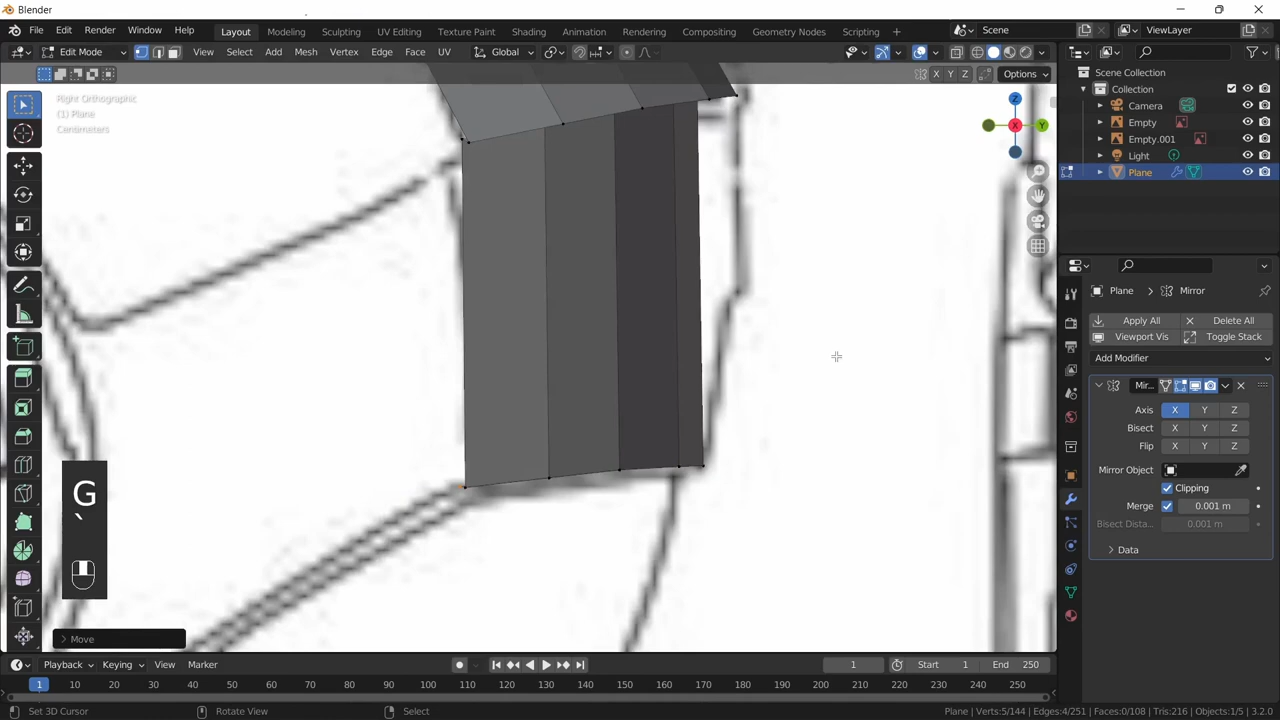 Blender
File Edit Render Window Help
Layout Modeling Sculpting UV Editing Texture Paint Shading Animation Rendering Compositing Geometry Nodes Scripting +
Scene
ViewLayer
Edit Mode View Select Add Mesh Vertex Edge Face UV
Global
X Y Z Options
Right Orthographic
(1) Plane
Centimeters
Z
X
Y
G
`
Move
Scene Collection
Collection
Camera
Empty
Empty.001
Light
Plane
Plane > Mirror
Apply All Delete All
Viewport Vis Toggle Stack
Add Modifier
Mir...
Axis X Y Z
Bisect X Y Z
Flip X Y Z
Mirror Object
Clipping
Merge 0.001 m
Bisect Dista... 0.001 m
Data
Playback Keying View Marker
1 Start 1 End 250
1 10 20 30 40 50 60 70 80 90 100 110 120 130 140 150 160 170 180 190 200 210 220 230 240 250
Set 3D Cursor Rotate View Select
Plane | Verts:5/144 | Edges:4/251 | Faces:0/108 | Tris:216 | Objects:1/5 | 3.2.0